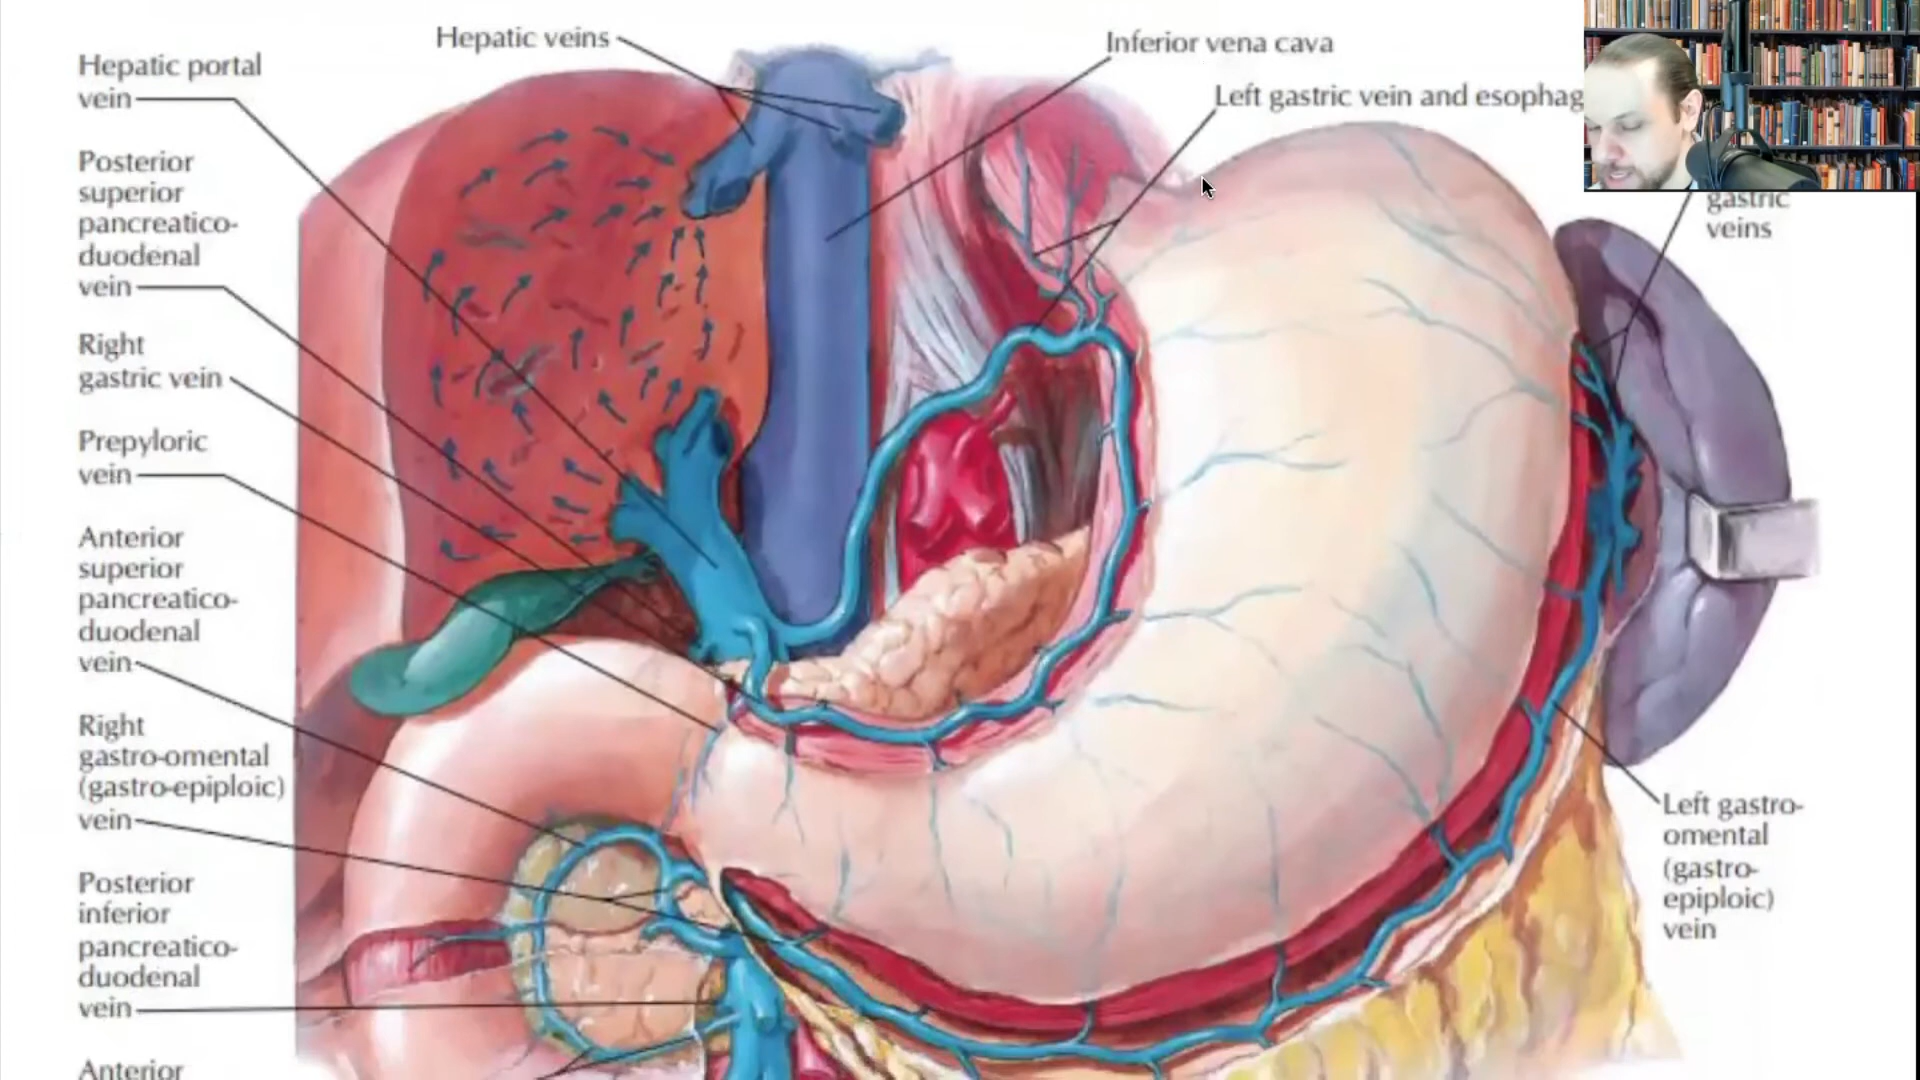 Hepatic veins
Inferior vena cava
Left gastric vein and esophag
Hepatic portal
vein
Posterior
superior
pancreatico-
duodenal
vein
Right
gastric vein
Prepyloric
vein
Anterior
superior
pancreatico-
duodenal
vein
Right
gastro-omental
(gastro-epiploic)
vein
Posterior
inferior
pancreatico-
duodenal
vein
Anterior
gastric
veins
Left gastro-
omental
(gastro-
epiploic)
vein